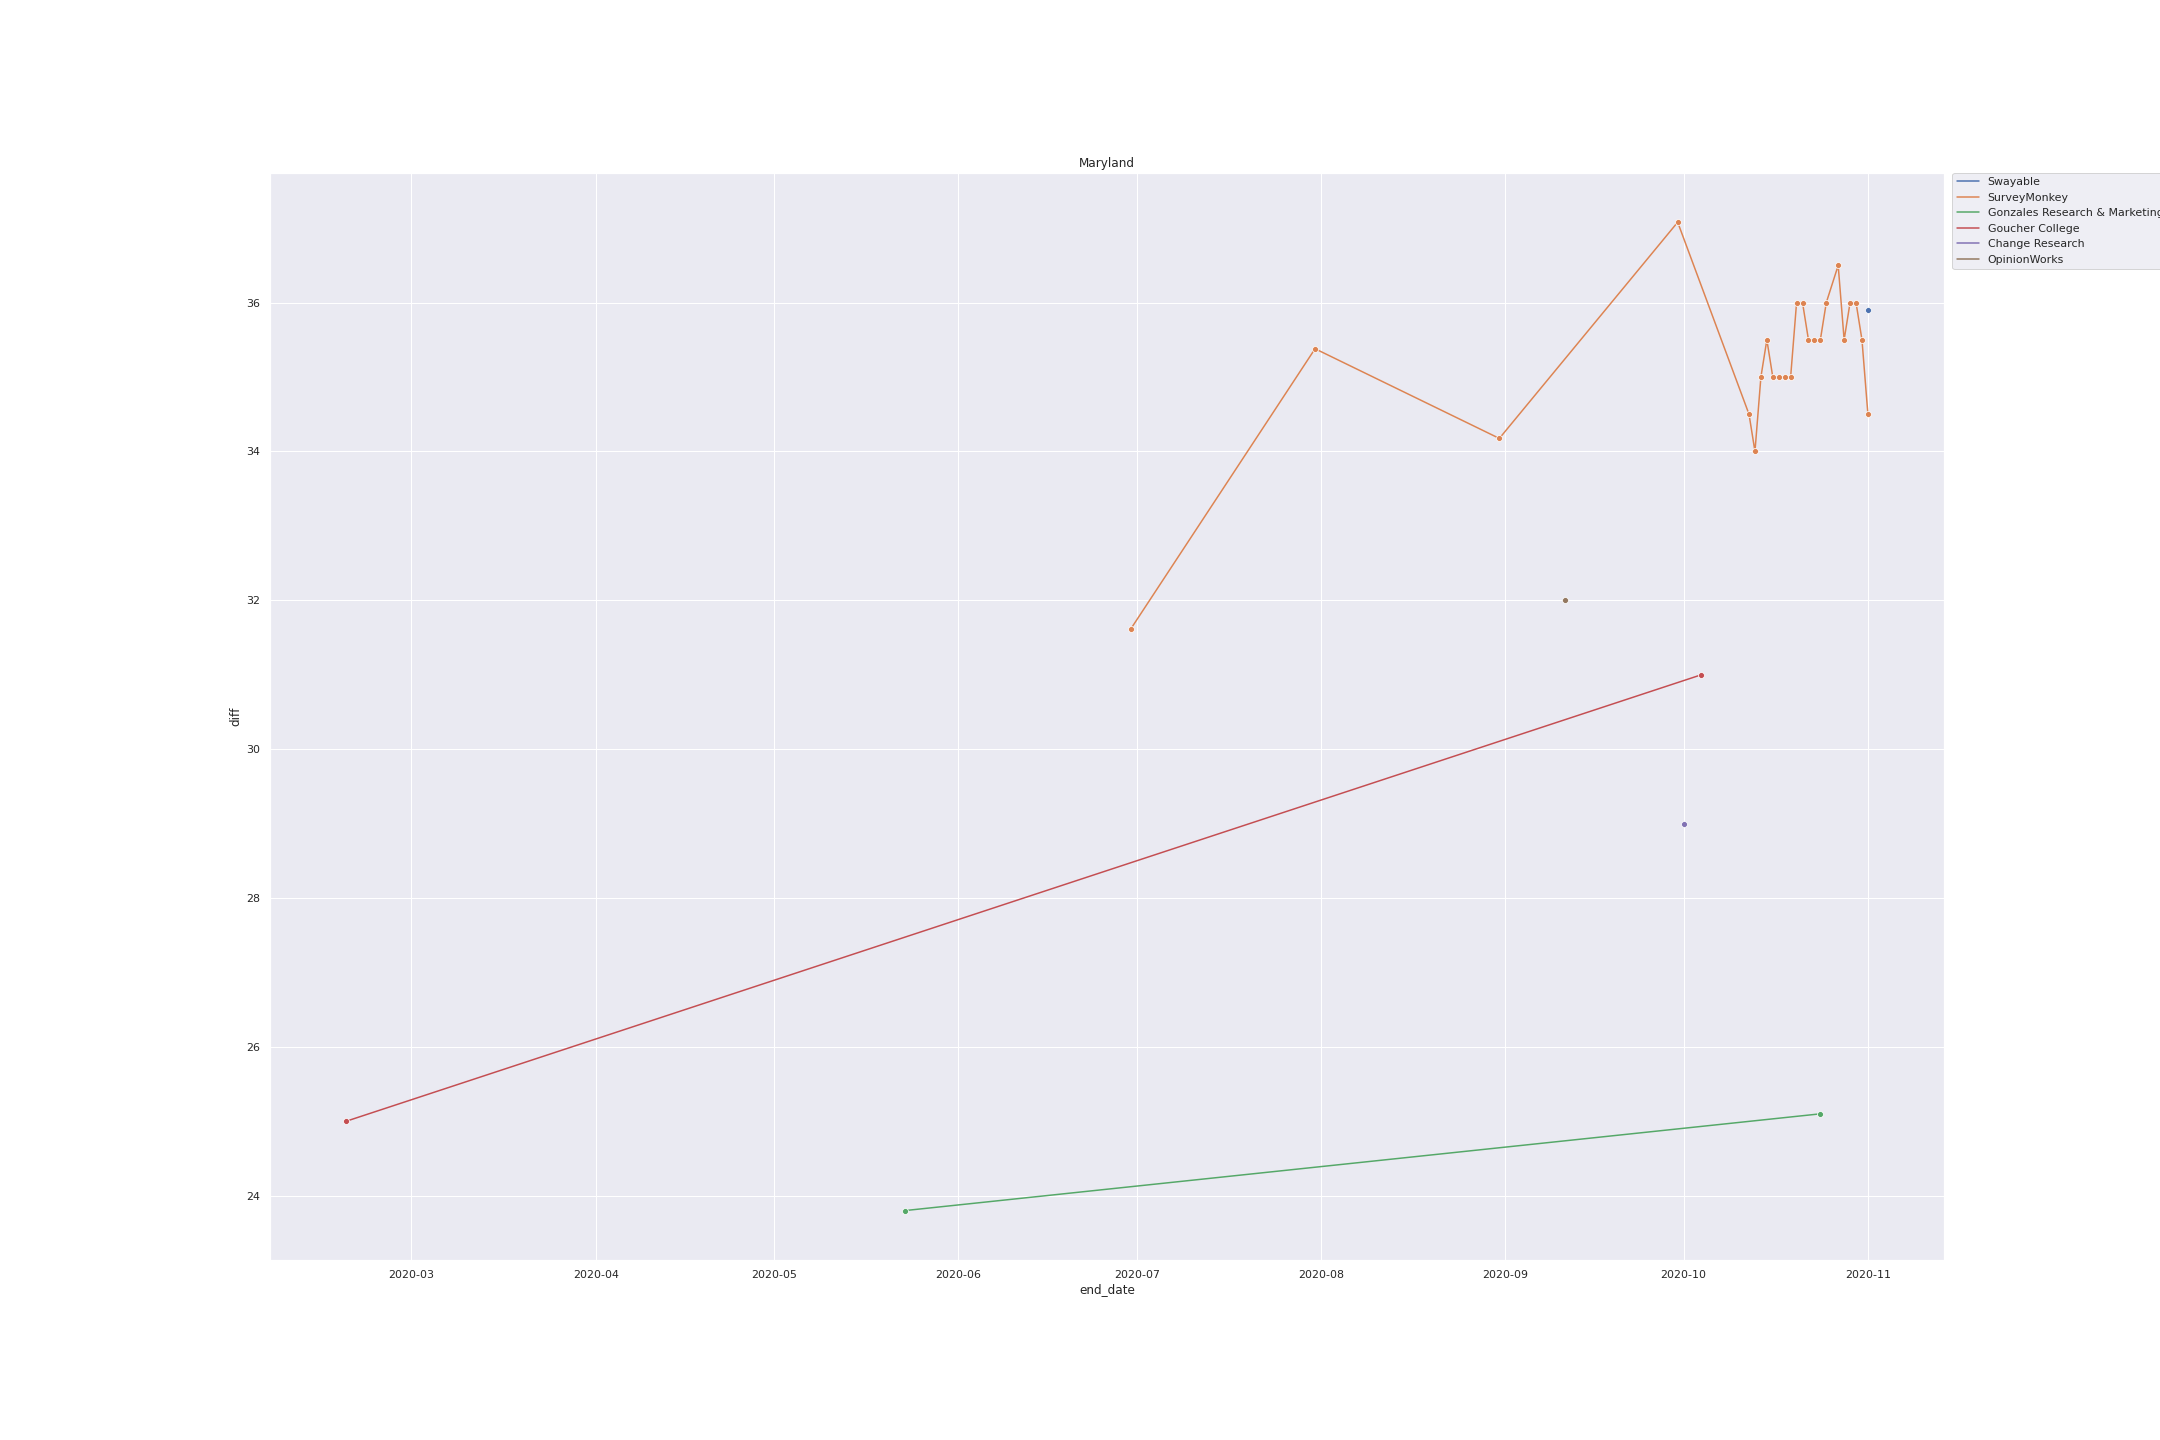 Maryland
Swayable
SurveyMonkey
Gonzales Research & Marketing
Goucher College
Change Research
OpinionWorks
36
34
32
30
28
26
24
diff
2020-03 2020-04 2020-05 2020-06 2020-07 2020-08 2020-09 2020-10 2020-11
end_date